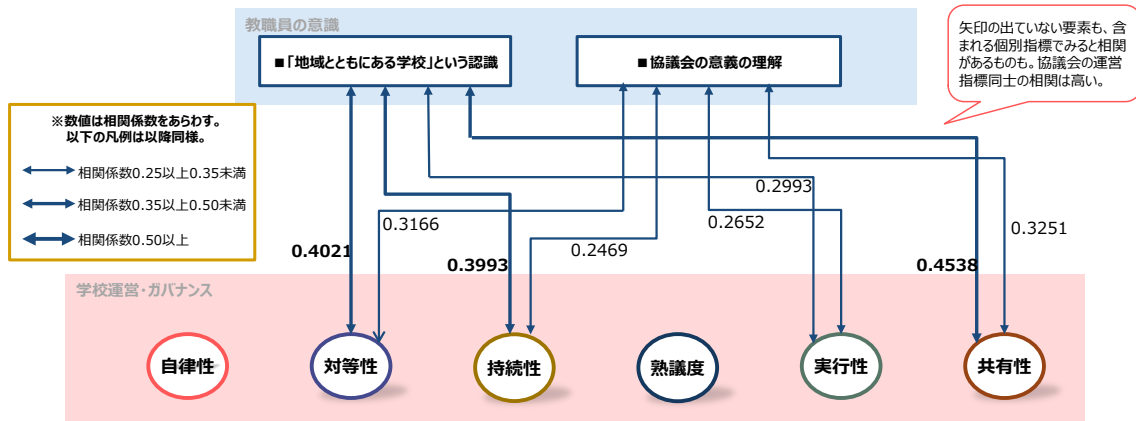 教職員の意識
■「地域とともにある学校」という認識
■協議会の意義の理解
矢印の出ていない要素も、含
まれる個別指標でみると相関
があるものも。協議会の運営
指標同士の相関は高い。
※数値は相関係数をあらわす。
以下の凡例は以降同様。
相関係数0.25以上0.35未満
相関係数0.35以上0.50未満
相関係数0.50以上
0.4021
0.3166
0.3993
0.2469
0.2652
0.2993
0.4538
0.3251
学校運営・ガバナンス
自律性
対等性
持続性
熟議度
実行性
共有性